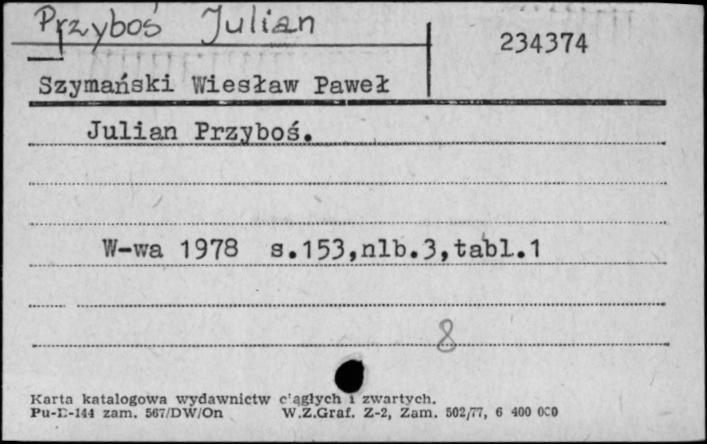 Przyboś Julian
234374
Szymański Wiesław Paweł
Julian Przyboś.
W-wa 1978 s.153,nlb.3,tabl.1
8
Karta katalogowa wydawnictw ciągłych i zwartych.
Pu-D-144 zam. 567/DW/On W.Z.Graf. Z-2, Zam. 502/77, 6 400 000